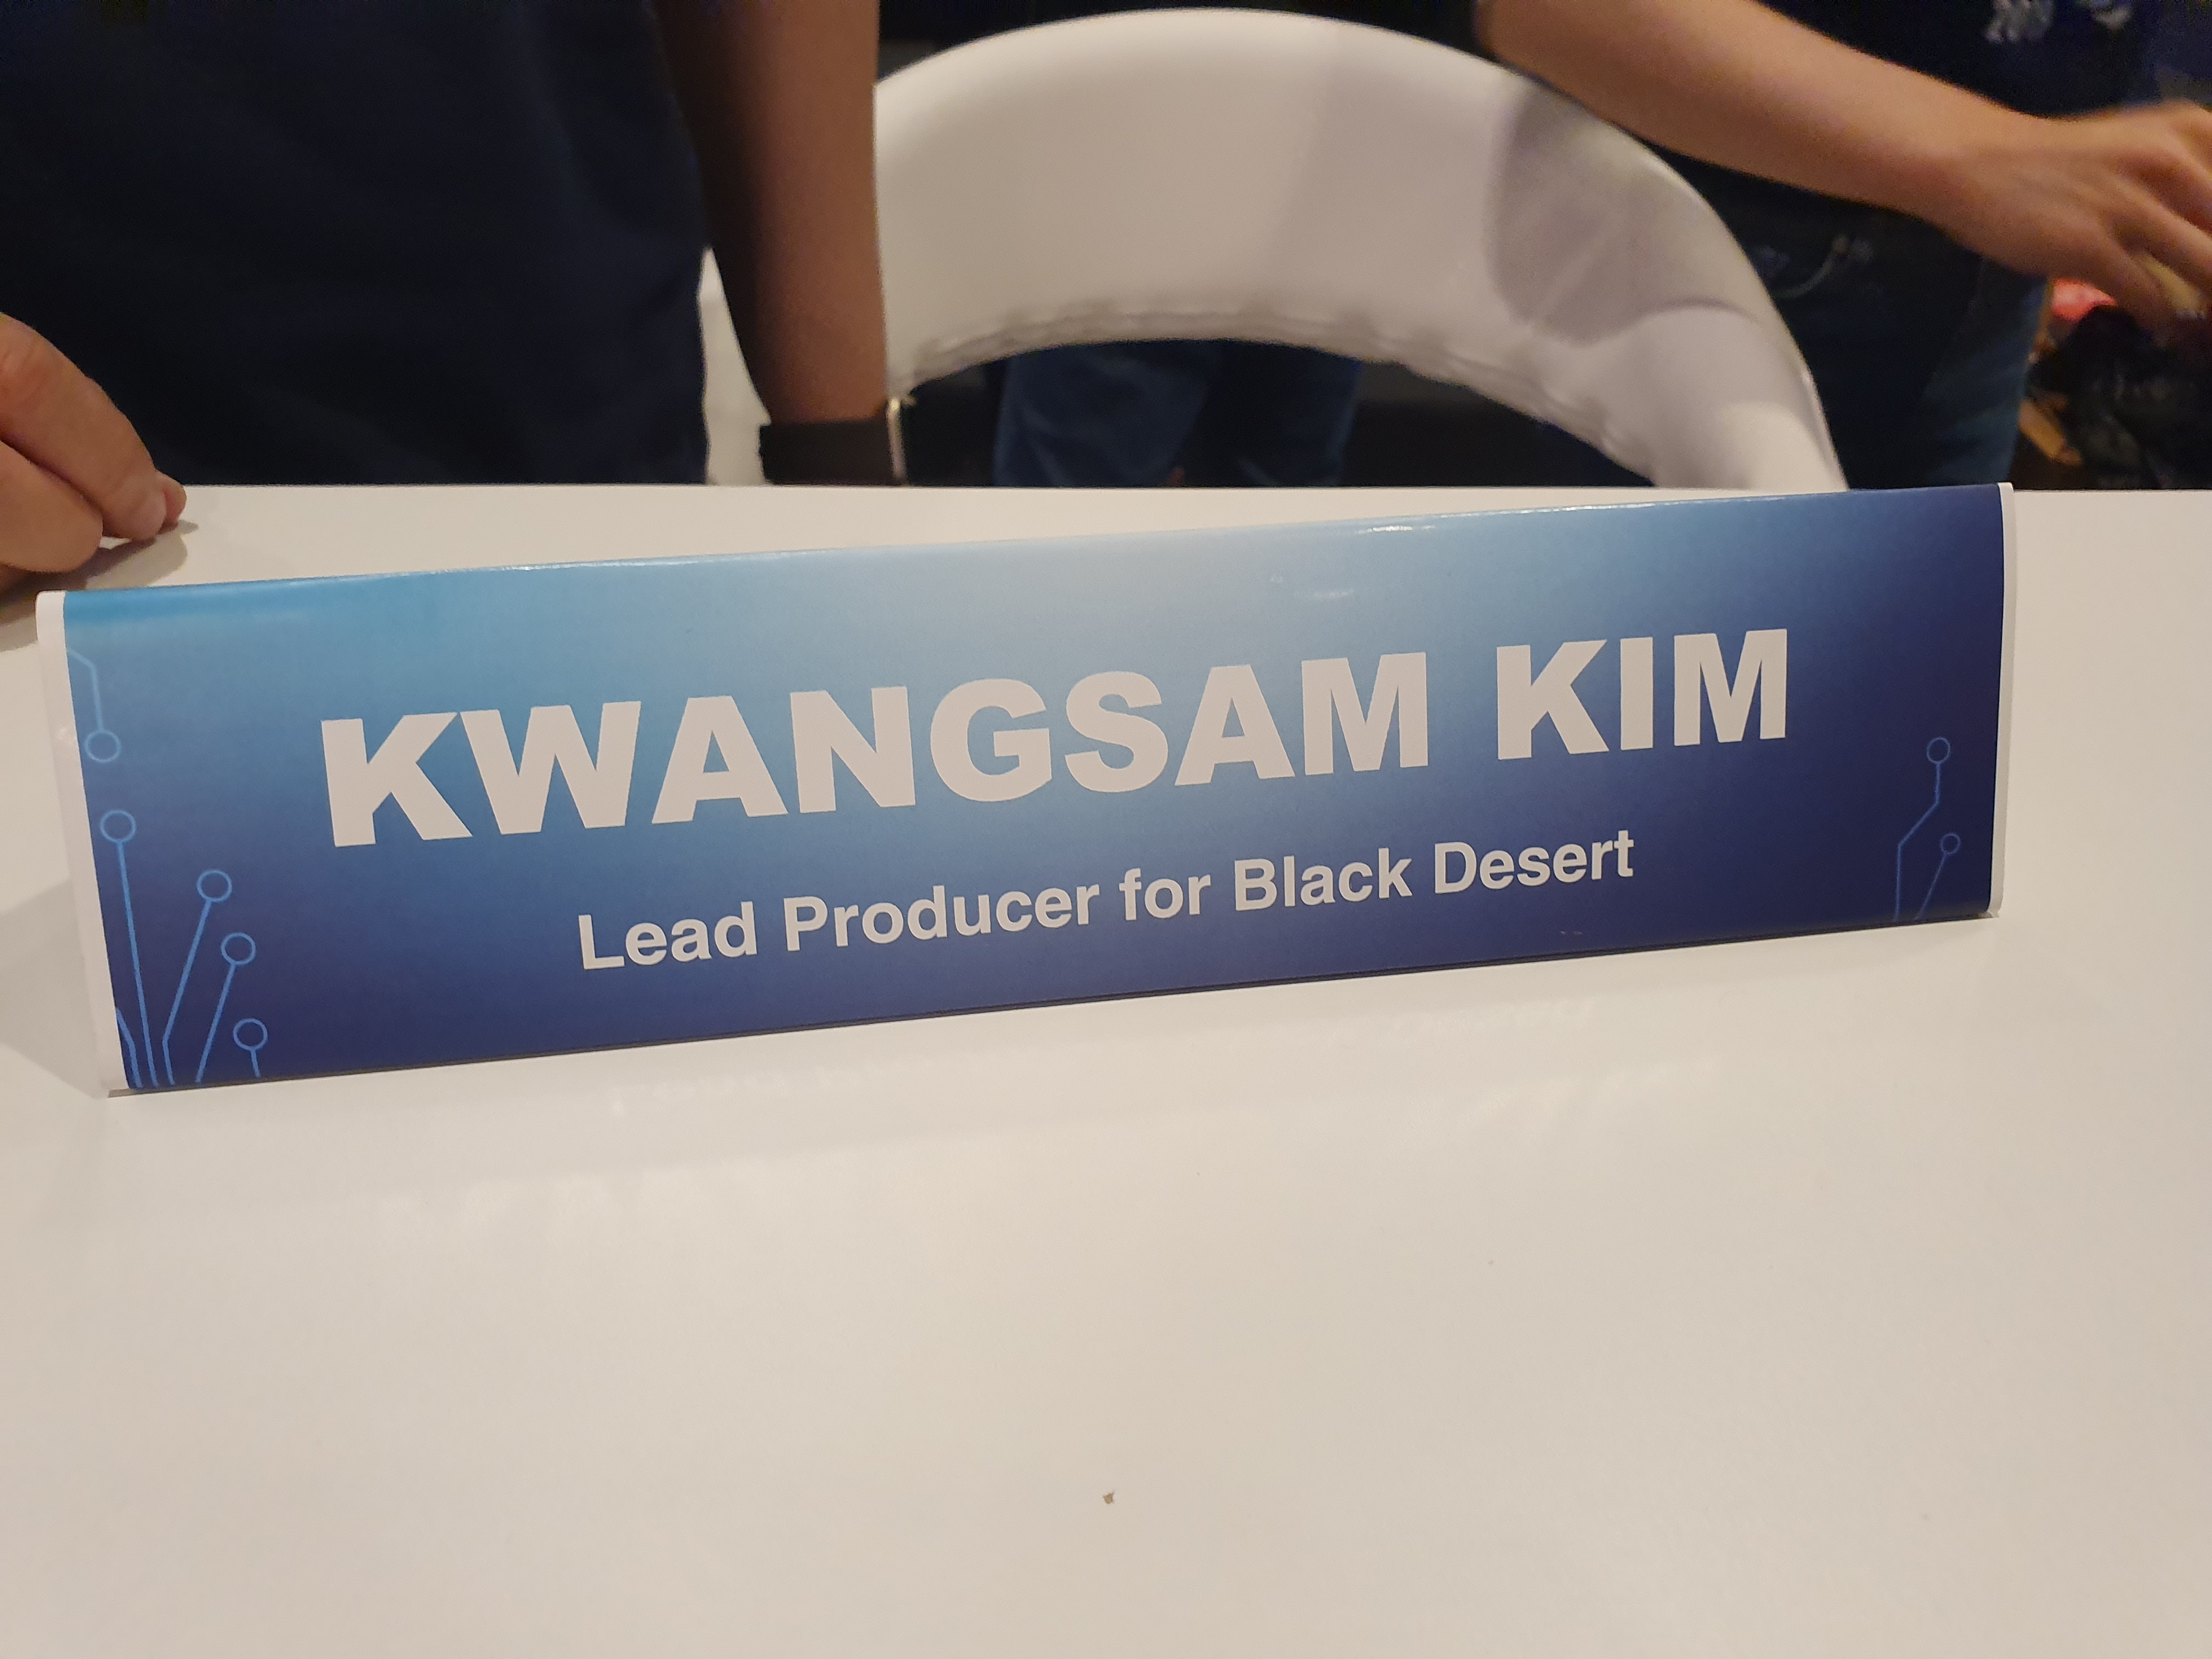 KWANGSAM KIM
Lead Producer for Black Desert